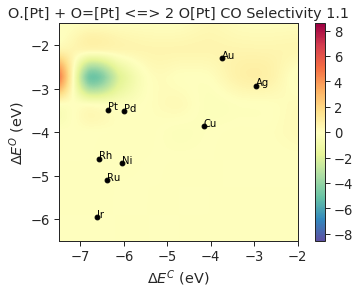 O.[Pt] + O=[Pt] <=> 2 O[Pt] CO Selectivity 1.1
ΔE^O (eV)
−2
−3
−4
−5
−6
Au
Ag
Pt
Pd
Cu
Rh
Ni
Ru
Ir
−7
−6
−5
−4
−3
−2
ΔE^C (eV)
8
6
4
2
0
−2
−4
−6
−8